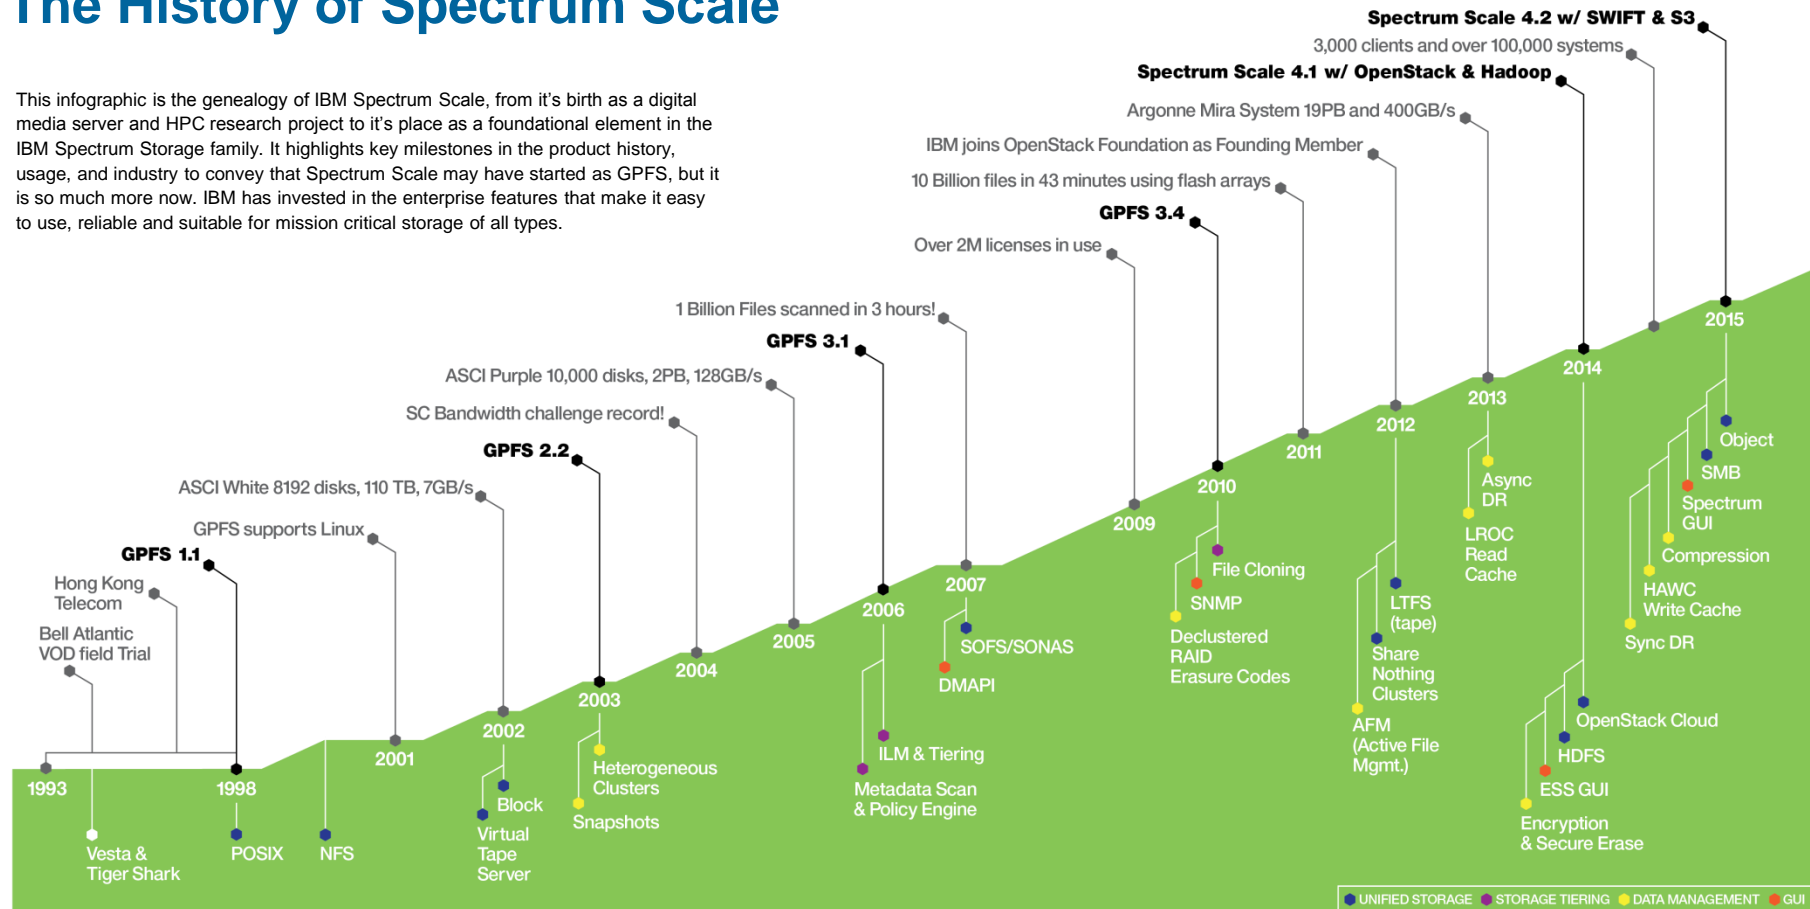 The History of Spectrum Scale
This infographic is the genealogy of IBM Spectrum Scale, from it's birth as a digital
media server and HPC research project to it's place as a foundational element in the
IBM Spectrum Storage family. It highlights key milestones in the product history,
usage, and industry to convey that Spectrum Scale may have started as GPFS, but it
is so much more now. IBM has invested in the enterprise features that make it easy
to use, reliable and suitable for mission critical storage of all types.
Spectrum Scale 4.2 w/ SWIFT & S3
3,000 clients and over 100,000 systems
Spectrum Scale 4.1 w/ OpenStack & Hadoop
Argonne Mira System 19PB and 400GB/s
IBM joins OpenStack Foundation as Founding Member
10 Billion files in 43 minutes using flash arrays
GPFS 3.4
Over 2M licenses in use
1 Billion Files scanned in 3 hours!
GPFS 3.1
ASCI Purple 10,000 disks, 2PB, 128GB/s
SC Bandwidth challenge record!
GPFS 2.2
ASCI White 8192 disks, 110 TB, 7GB/s
GPFS supports Linux
GPFS 1.1
Hong Kong
Telecom
Bell Atlantic
VOD field Trial
1993
Vesta &
Tiger Shark
1998
POSIX
NFS
2001
2002
Block
Virtual
Tape
Server
2003
Heterogeneous
Clusters
Snapshots
2004
2005
2006
ILM & Tiering
Metadata Scan
& Policy Engine
2007
SOFS/SONAS
DMAPI
2009
2010
File Cloning
SNMP
Declustered
RAID
Erasure Codes
2011
2012
LTFS
(tape)
Share
Nothing
Clusters
AFM
(Active File
Mgmt.)
2013
Async
DR
LROC
Read
Cache
2014
OpenStack Cloud
HDFS
ESS GUI
Encryption
& Secure Erase
2015
Object
SMB
Spectrum
GUI
Compression
HAWC
Write Cache
Sync DR
UNIFIED STORAGE STORAGE TIERING DATA MANAGEMENT GUI